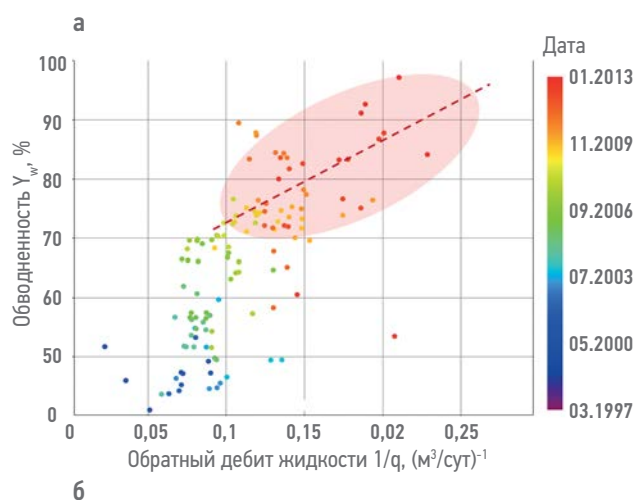 а
Дата
Обводненность Yw, %
100
90
80
70
60
50
0
01.2013
11.2009
09.2006
07.2003
05.2000
03.1997
0 0,05 0,1 0,15 0,02 0,25
Обратный дебит жидкости 1/q, (м³/сут)⁻¹
б